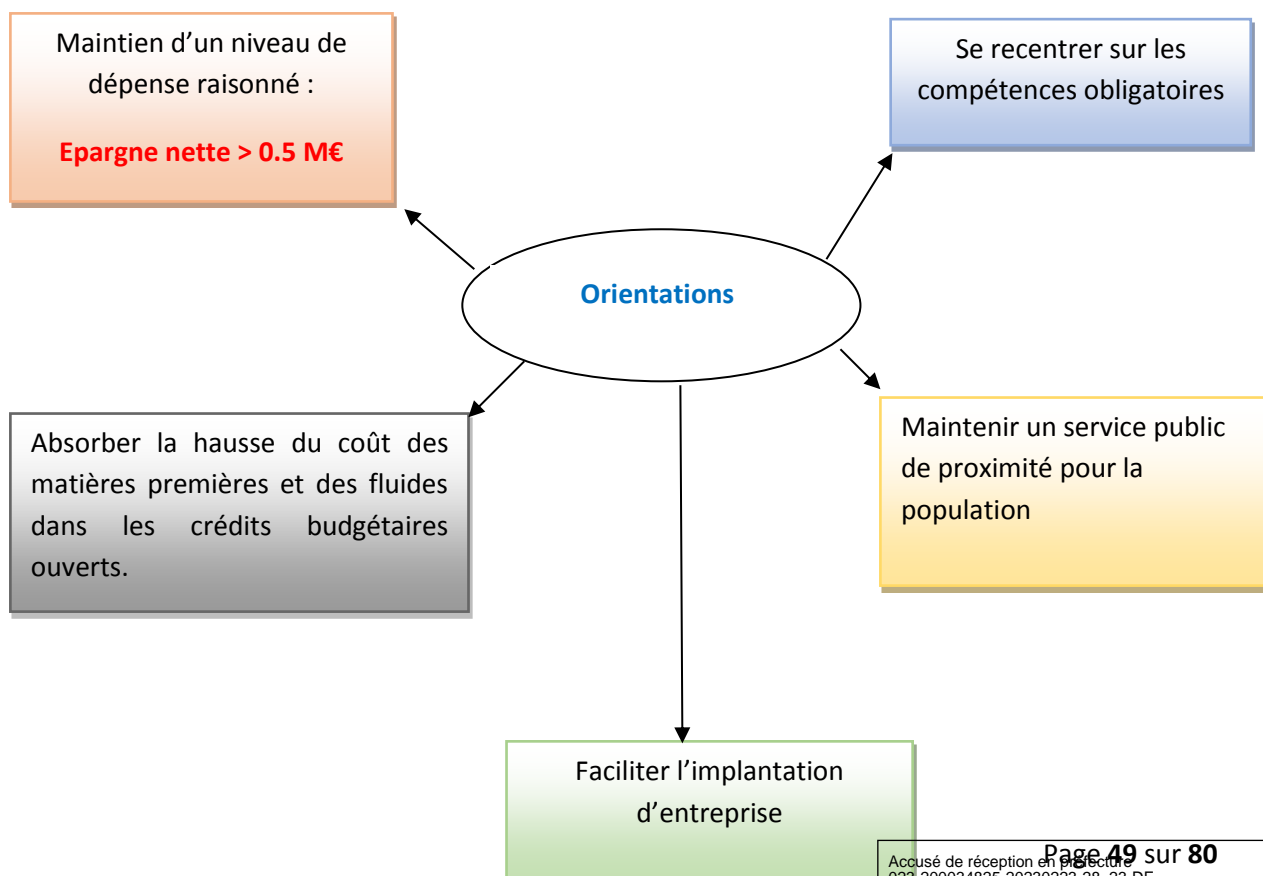 Maintien d'un niveau de
dépense raisonné :
Epargne nette > 0.5 M€
Se recentrer sur les
compétences obligatoires
Orientations
Absorber la hausse du coût des
matières premières et des fluides
dans les crédits budgétaires
ouverts.
Maintenir un service public
de proximité pour la
population
Faciliter l'implantation
d'entreprise
Page 49 sur 80
Accusé de réception en préfecture